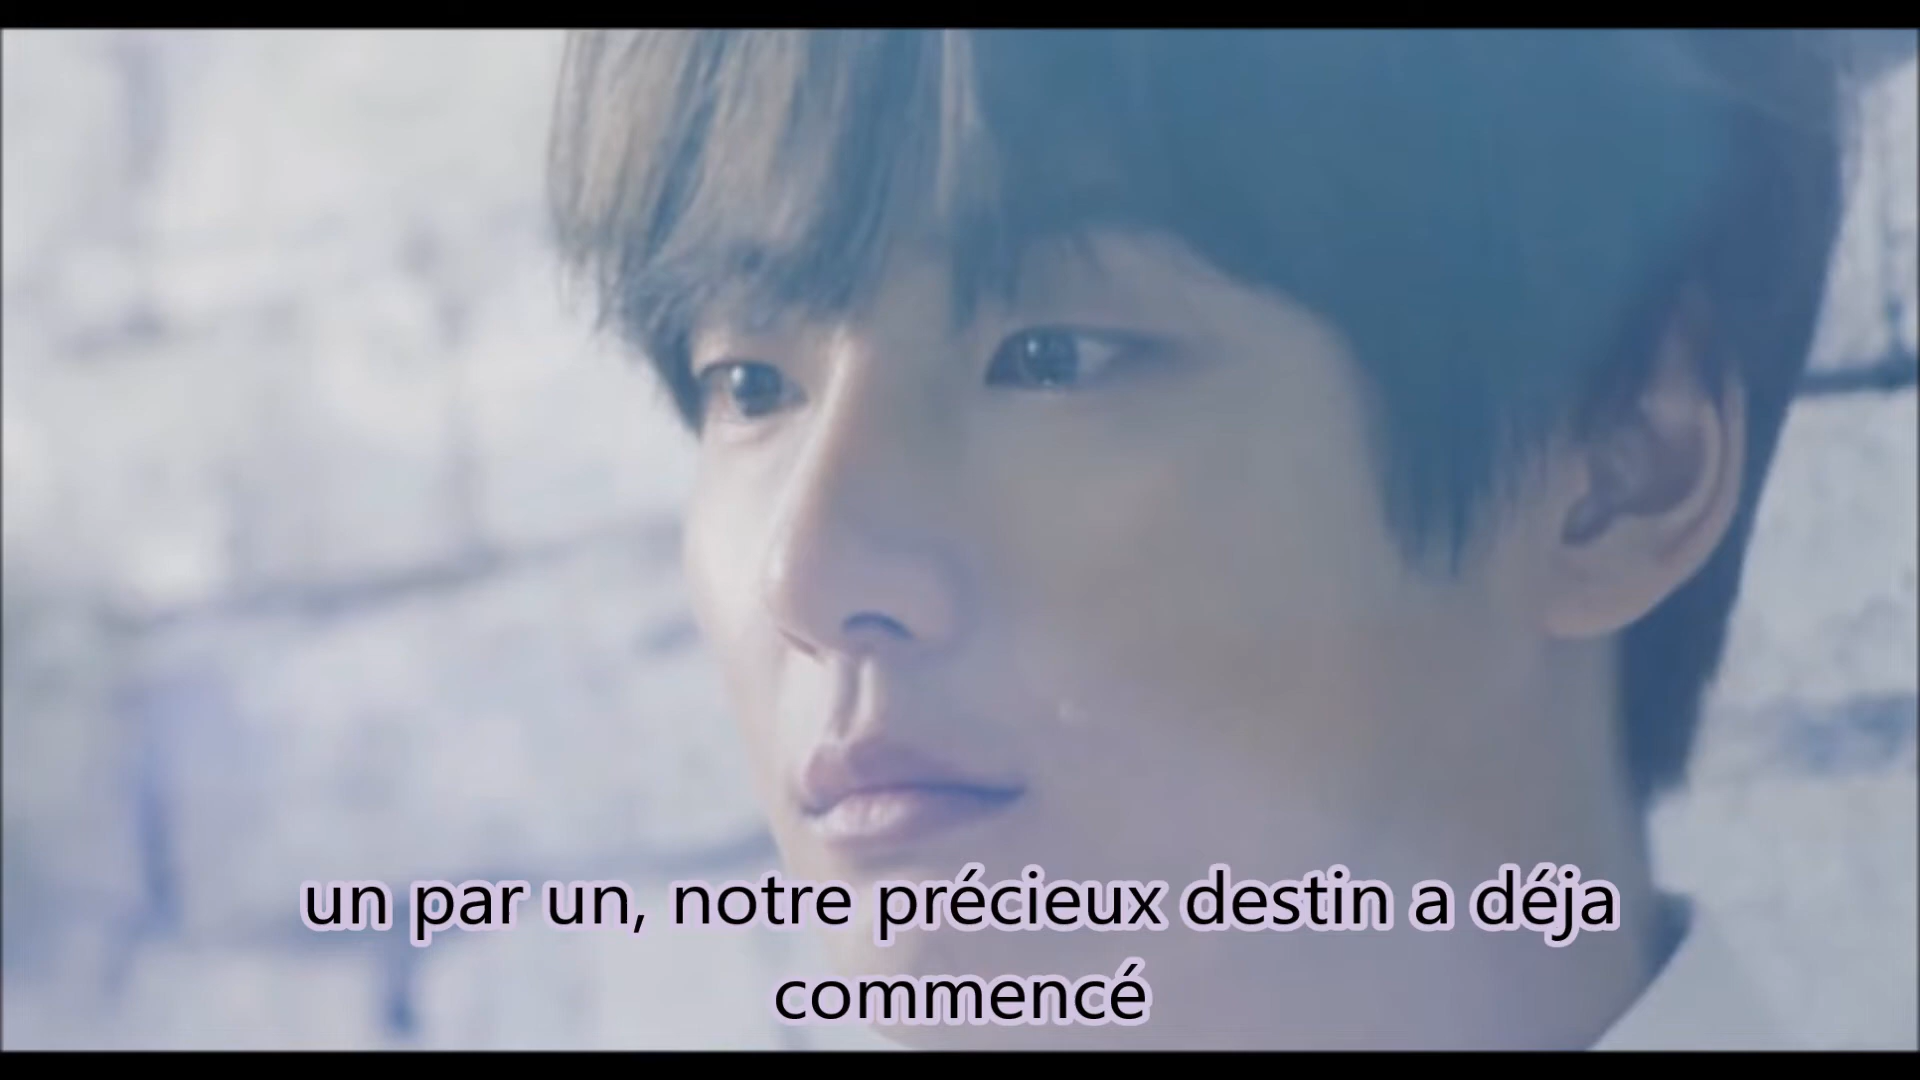 un par un, notre précieux destin a déja
commencé